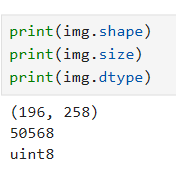 print(img.shape)
print(img.size)
print(img.dtype)
(196, 258)
50568
uint8